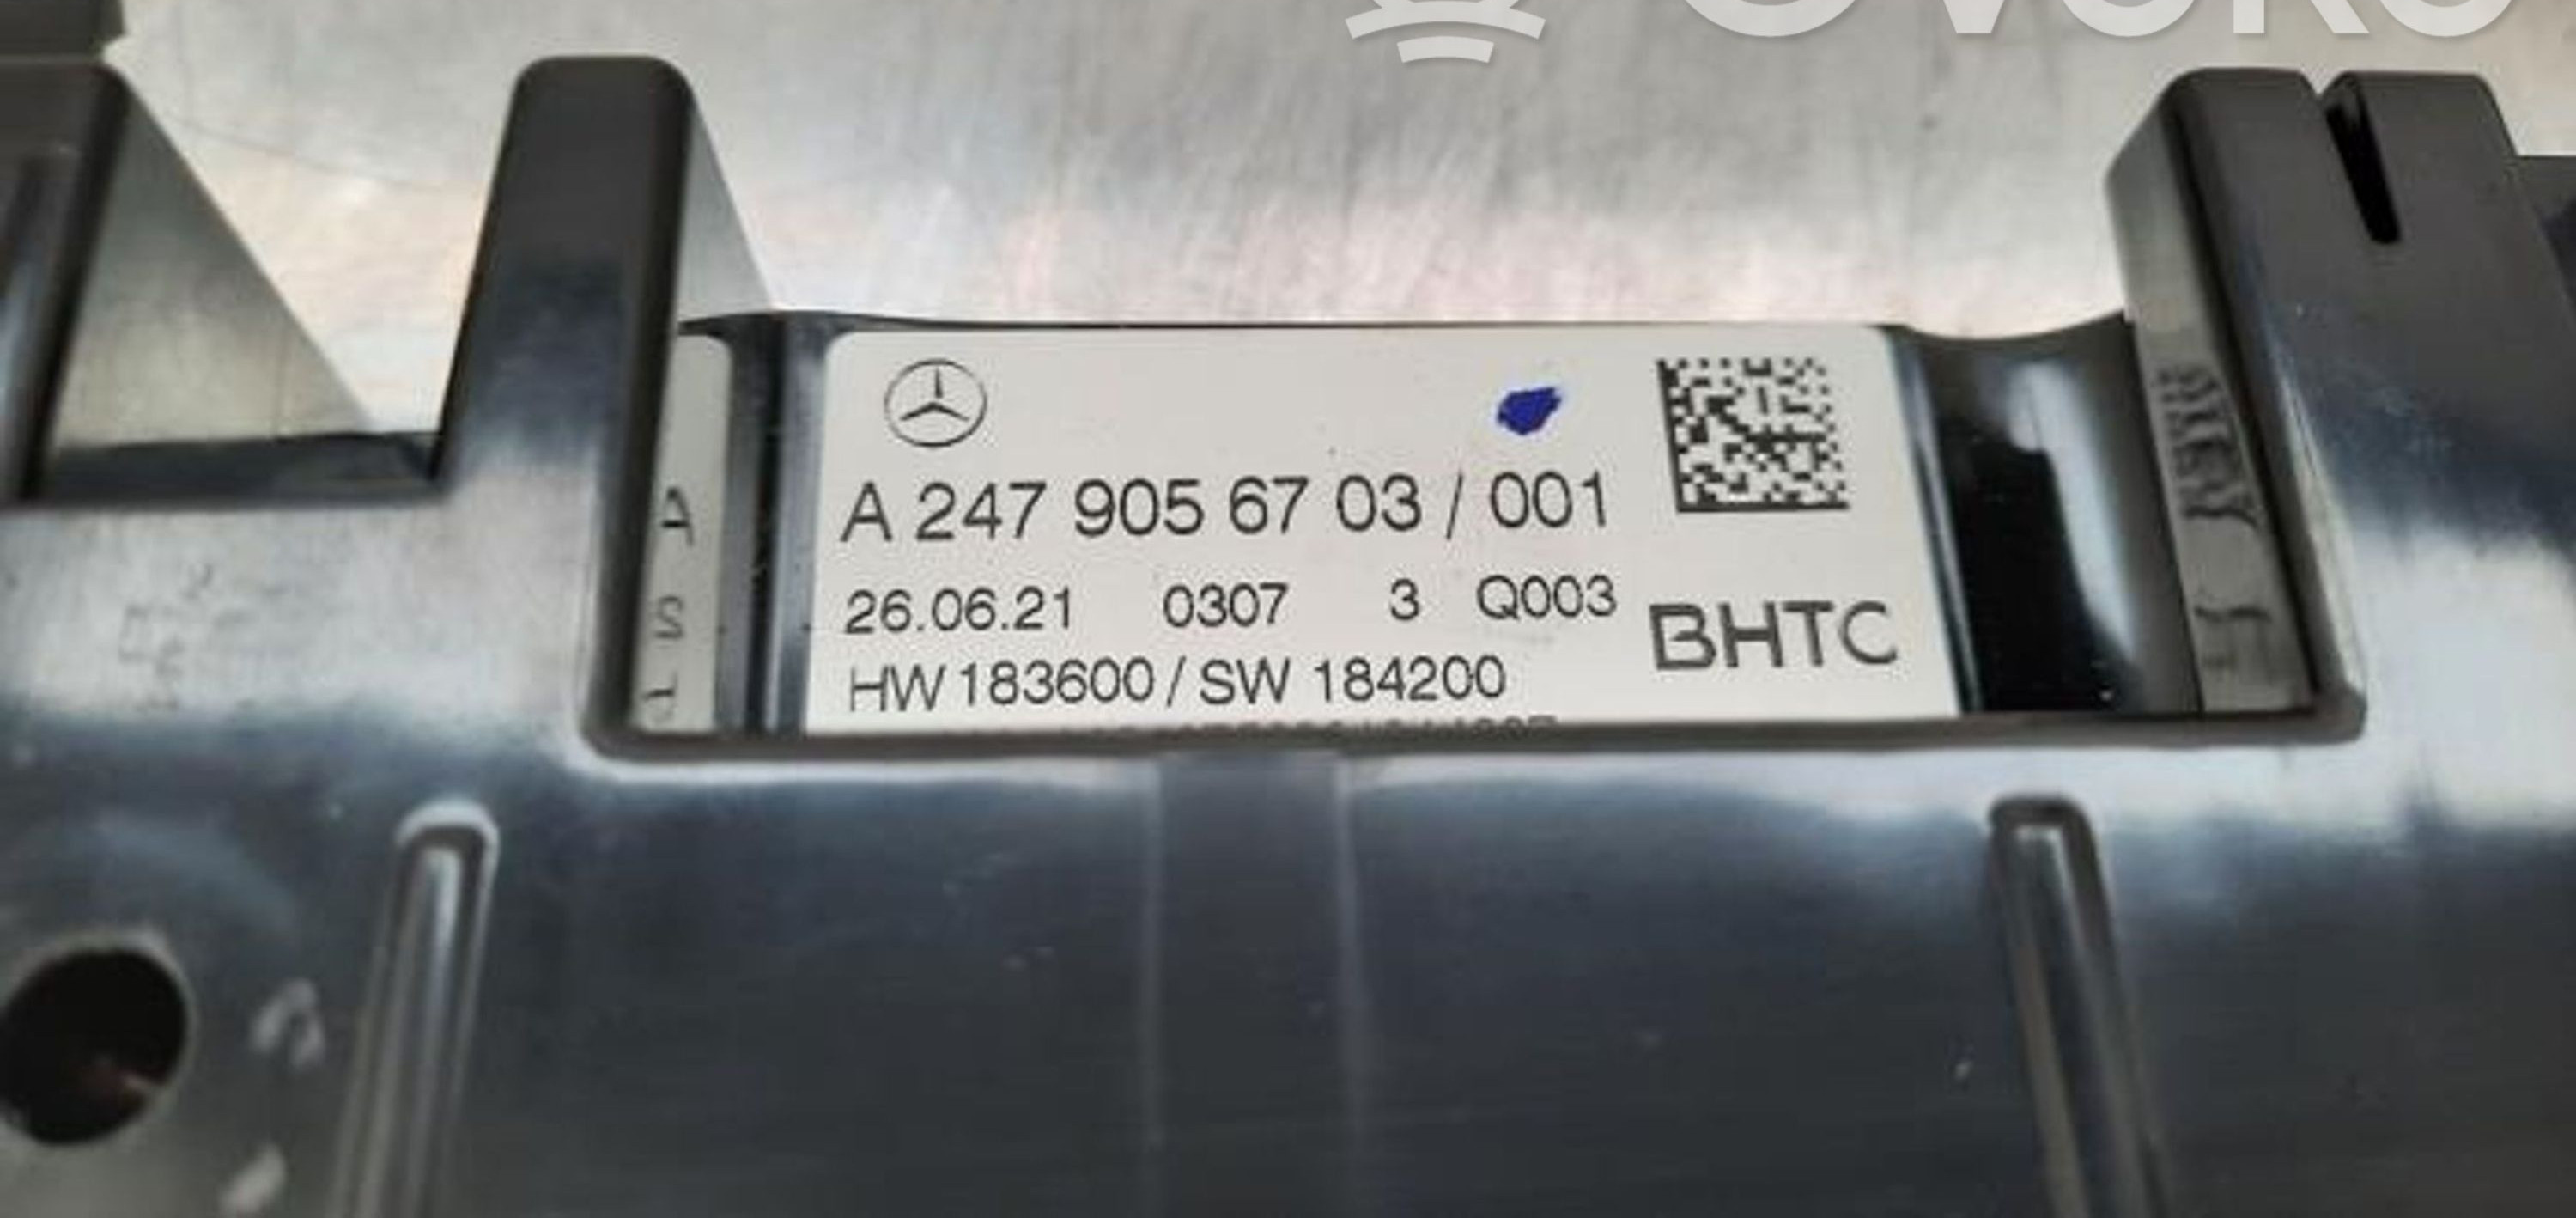 A 247 905 67 03 / 001
26.06.21 0307 3 Q003
HW 183600 / SW 184200
BHTC